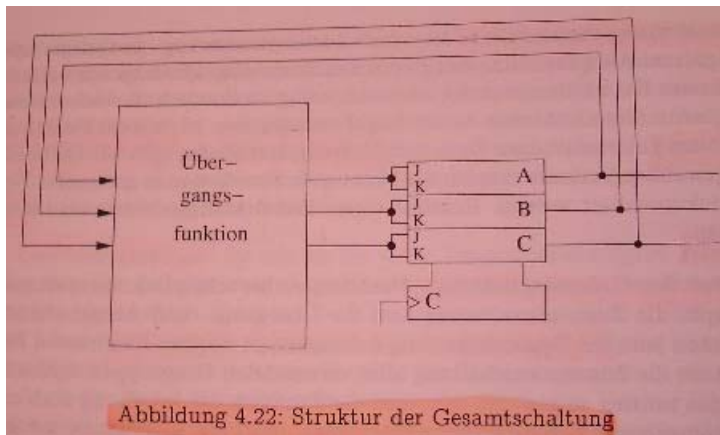 Über–
gangs–
funktion
J
K
A
J
K
B
J
K
C
C
Abbildung 4.22: Struktur der Gesamtschaltung